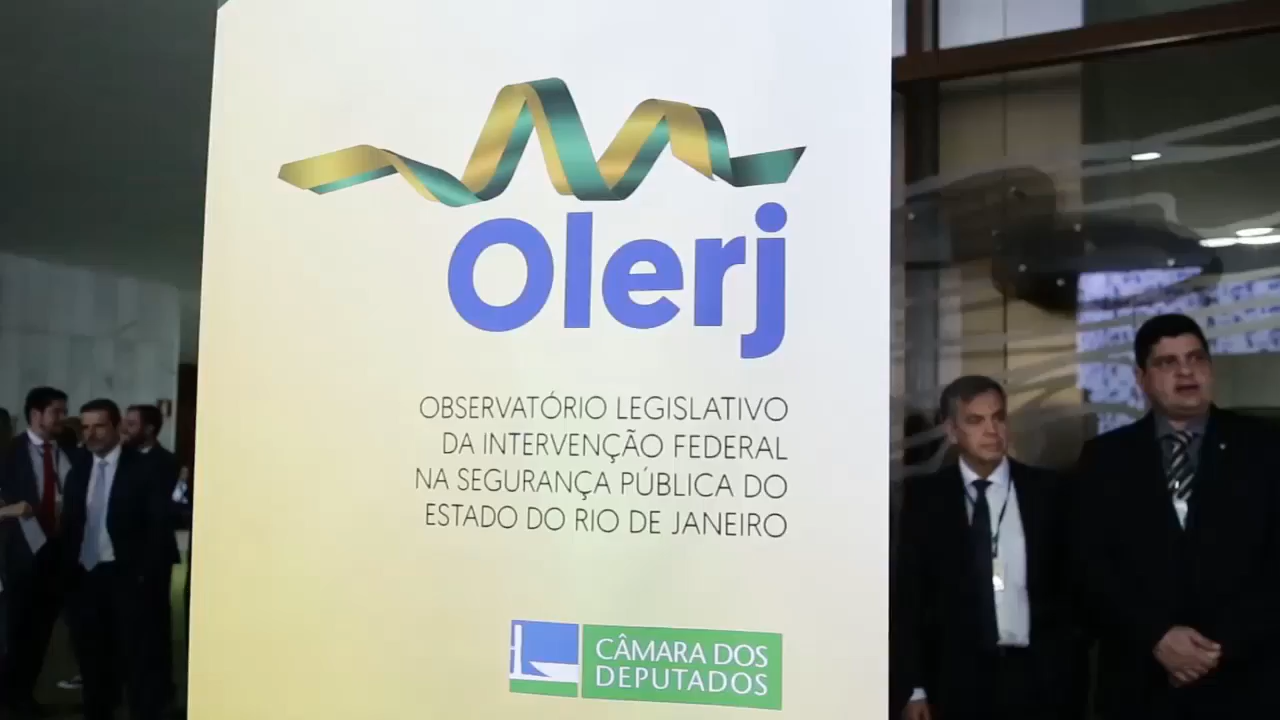 Olerj
OBSERVATÓRIO LEGISLATIVO
DA INTERVENÇÃO FEDERAL
NA SEGURANÇA PÚBLICA DO
ESTADO DO RIO DE JANEIRO
CÂMARA DOS
DEPUTADOS